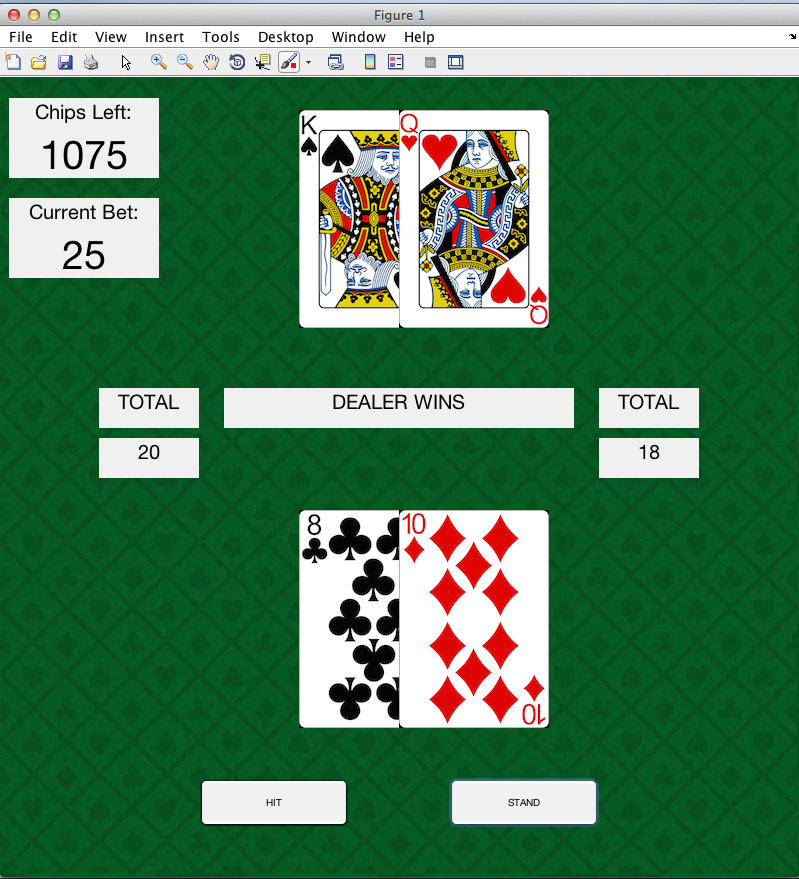 Figure 1
File Edit View Insert Tools Desktop Window Help
Chips Left:
1075
Current Bet:
25
K
Q
Q
TOTAL
DEALER WINS
TOTAL
20
18
8
10
10
HIT
STAND